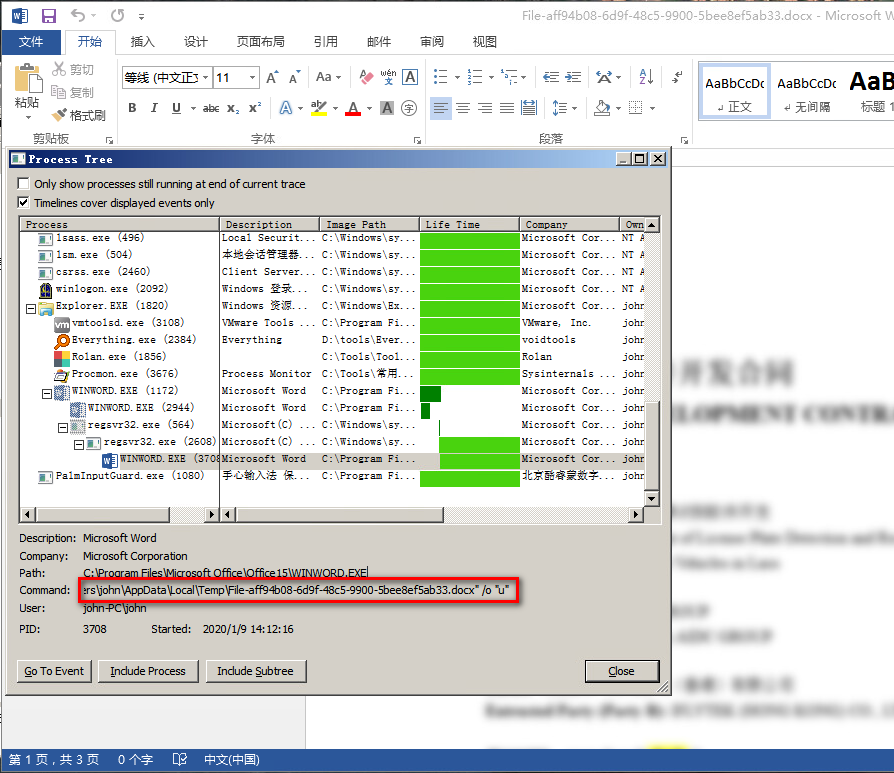 File-aff94b08-6d9f-48c5-9900-5bee8ef5ab33.docx - Microsoft W
文件 开始 插入 设计 页面布局 引用 邮件 审阅 视图
粘贴
剪切
复制
格式刷
剪贴板
等线 (中文正 11
Aa
wén
B I U abc x₂ x²
字体
段落
AaBbCcDc AaBbCcDc AaB
正文 无间隔 标题 1
Process Tree
Only show processes still running at end of current trace
Timelines cover displayed events only
Process Description Image Path Life Time Company Own
lsass.exe (496) Local Securit... C:\Windows\sy... Microsoft Cor... NT A
lsm.exe (504) 本地会话管理器... C:\Windows\sy... Microsoft Cor... NT A
csrss.exe (2460) Client Server... C:\Windows\sy... Microsoft Cor... NT A
winlogon.exe (2092) Windows 登录... C:\Windows\sy... Microsoft Cor... NT A
Explorer.EXE (1820) Windows 资源... C:\Windows\Ex... Microsoft Cor... john
vmtoolsd.exe (3108) VMware Tools ... C:\Program Fi... VMware, Inc. john
Everything.exe (2384) Everything D:\tools\Ever... voidtools john
Rolan.exe (1856) C:\Tools\Tool... Rolan john
Procmon.exe (3676) Process Monitor C:\Tools\常用... Sysinternals ... john
WINWORD.EXE (1172) Microsoft Word C:\Program Fi... Microsoft Cor... john
WINWORD.EXE (2944) Microsoft Word C:\Program Fi... Microsoft Cor... john
regsvr32.exe (564) Microsoft(C) ... C:\Windows\sy... Microsoft Cor... john
regsvr32.exe (2608) Microsoft(C) ... C:\Windows\sy... Microsoft Cor... john
WINWORD.EXE (3708 Microsoft Word C:\Program Fi... Microsoft Cor... john
PalmInputGuard.exe (1080) 手心输入法 保... C:\Program Fi... 北京酷睿蒙数字... john
Description: Microsoft Word
Company: Microsoft Corporation
Path: C:\Program Files\Microsoft Office\Office15\WINWORD.EXE
Command: ers\john\AppData\Local\Temp\File-aff94b08-6d9f-48c5-9900-5bee8ef5ab33.docx" /o "u"
User: john-PC\john
PID: 3708 Started: 2020/1/9 14:12:16
Go To Event Include Process Include Subtree Close
开发合同
LOPMENT CONTRA
第 1 页，共 3 页 0 个字 中文(中国)